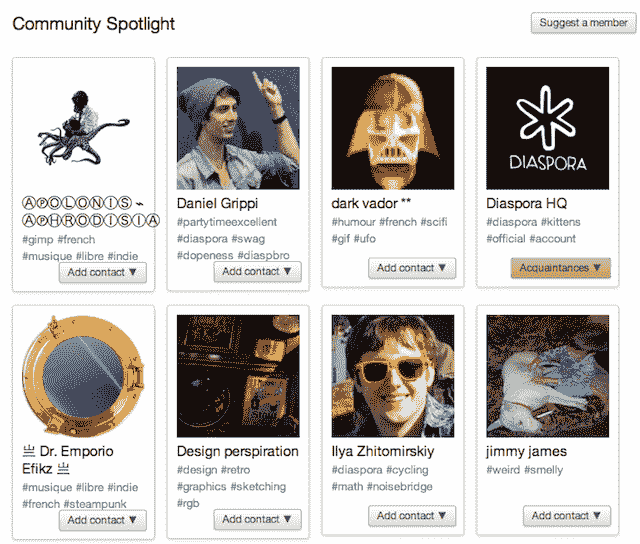 Community Spotlight
Suggest a member
DIASPORA
ⒶⓅⓄⓁⓄⓃⒾⓈ ⌁
ⒶⓅⒽⓇⓄⒹⒾⓈⒾⒶ
#gimp #french
#musique #libre #indie
Add contact ▼
Daniel Grippi
#partytimeexcellent
#diaspora #swag
#dopeness #diaspbro
Add contact ▼
dark vador **
#humour #french #scifi
#gif #ufo
Add contact ▼
Diaspora HQ
#diaspora #kittens
#official #account
Acquaintances ▼
亗 Dr. Emporio
Efikz 亗
#musique #libre #indie
#french #steampunk
Add contact ▼
Design perspiration
#design #retro
#graphics #sketching
#rgb
Add contact ▼
Ilya Zhitomirskiy
#diaspora #cycling
#math #noisebridge
Add contact ▼
jimmy james
#weird #smelly
Add contact ▼